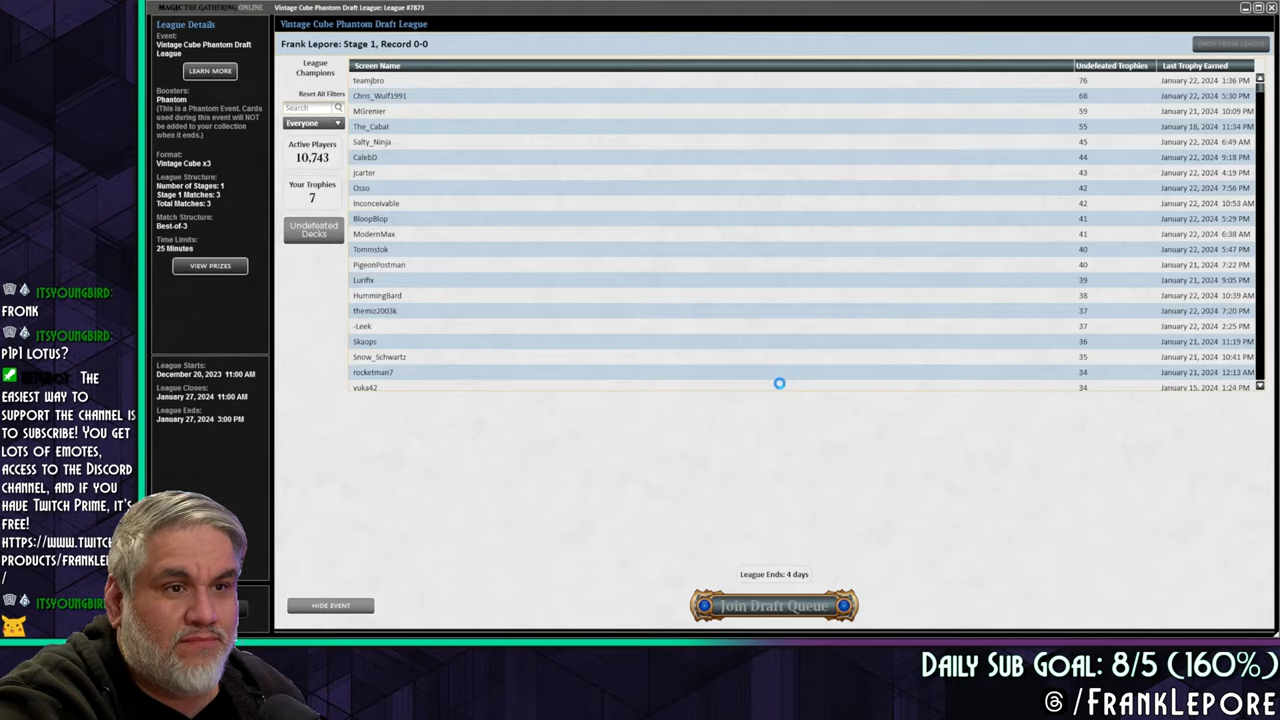 MAGIC THE GATHERING ONLINE
Vintage Cube Phantom Draft League: League #7873
League Details
Event:
Vintage Cube Phantom Draft
League
LEARN MORE
Boosters:
Phantom
(This is a Phantom Event. Cards
used during this event will NOT
be added to your collection
when it ends.)
Format:
Vintage Cube x3
League Structure:
Number of Stages: 1
Stage 1 Matches: 3
Total Matches: 3
Match Structure:
Best-of-3
Time Limits:
25 Minutes
VIEW PRIZES
League Starts:
December 20, 2023 11:00 AM
League Closes:
January 27, 2024 11:00 AM
League Ends:
January 27, 2024 3:00 PM
Vintage Cube Phantom Draft League
Frank Lepore: Stage 1, Record 0-0
DROP FROM LEAGUE
League
Champions
Reset All Filters
Search
Everyone
Active Players
10,743
Your Trophies
7
Undefeated
Decks
Screen Name Undefeated Trophies Last Trophy Earned
teamjbro 76 January 22, 2024 1:36 PM
Chris_Wulf1991 68 January 22, 2024 5:30 PM
MGrenier 59 January 21, 2024 10:09 PM
The_Cabal 55 January 18, 2024 11:34 PM
Salty_Ninja 45 January 22, 2024 6:49 AM
CalebD 44 January 22, 2024 9:18 PM
jcarter 43 January 22, 2024 4:19 PM
Osso 42 January 22, 2024 7:56 PM
Inconceivable 42 January 22, 2024 10:53 AM
BloopBlop 41 January 22, 2024 5:29 PM
ModernMax 41 January 22, 2024 6:38 AM
Tommstok 40 January 22, 2024 5:47 PM
PigeonPostman 40 January 21, 2024 7:22 PM
Lurifix 39 January 21, 2024 9:05 PM
HummingBard 38 January 22, 2024 10:39 AM
themiz2003k 37 January 22, 2024 7:20 PM
-Leek 37 January 22, 2024 2:25 PM
Skaops 36 January 21, 2024 11:19 PM
Snow_Schwartz 35 January 21, 2024 10:41 PM
rocketman7 34 January 21, 2024 12:13 AM
vuka42 34 January 15, 2024 1:24 PM
League Ends: 4 days
HIDE EVENT
Join Draft Queue
ITSYOUNGBIRD:
FRONK
ITSYOUNGBIRD:
P1P1 LOTUS?
THE
EASIEST WAY TO
SUPPORT THE CHANNEL IS
TO SUBSCRIBE! YOU GET
LOTS OF EMOTES,
ACCESS TO THE DISCORD
CHANNEL, AND IF YOU
HAVE TWITCH PRIME, IT'S
FREE!
HTTPS://WWW.TWITCH
PRODUCTS/FRANKLEP
/
ITSYOUNGBIRD
DAILY SUB GOAL: 8/5 (160%)
/FRANKLEPORE